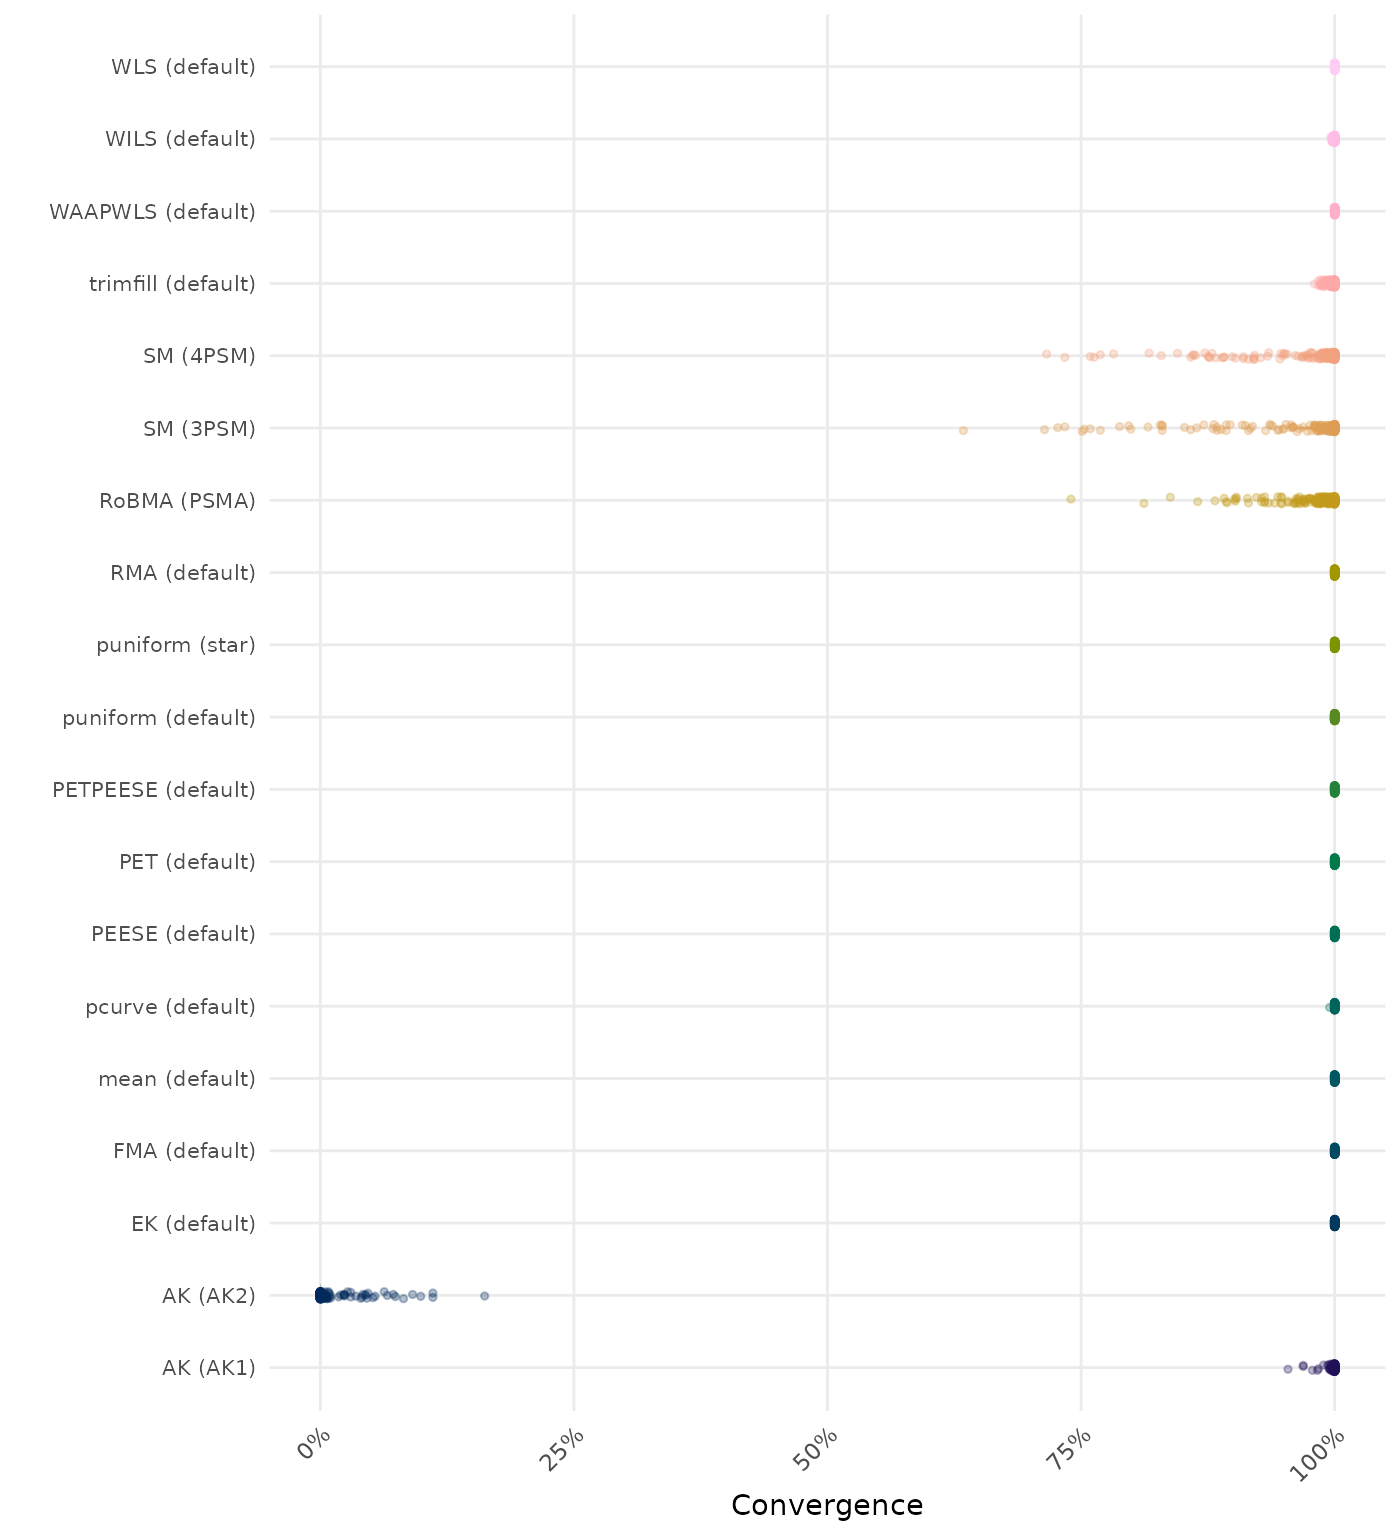 WLS (default)
WILS (default)
WAAPWLS (default)
trimfill (default)
SM (4PSM)
SM (3PSM)
RoBMA (PSMA)
RMA (default)
puniform (star)
puniform (default)
PETPEESE (default)
PET (default)
PEESE (default)
pcurve (default)
mean (default)
FMA (default)
EK (default)
AK (AK2)
AK (AK1)
0%
25%
50%
75%
100%
Convergence